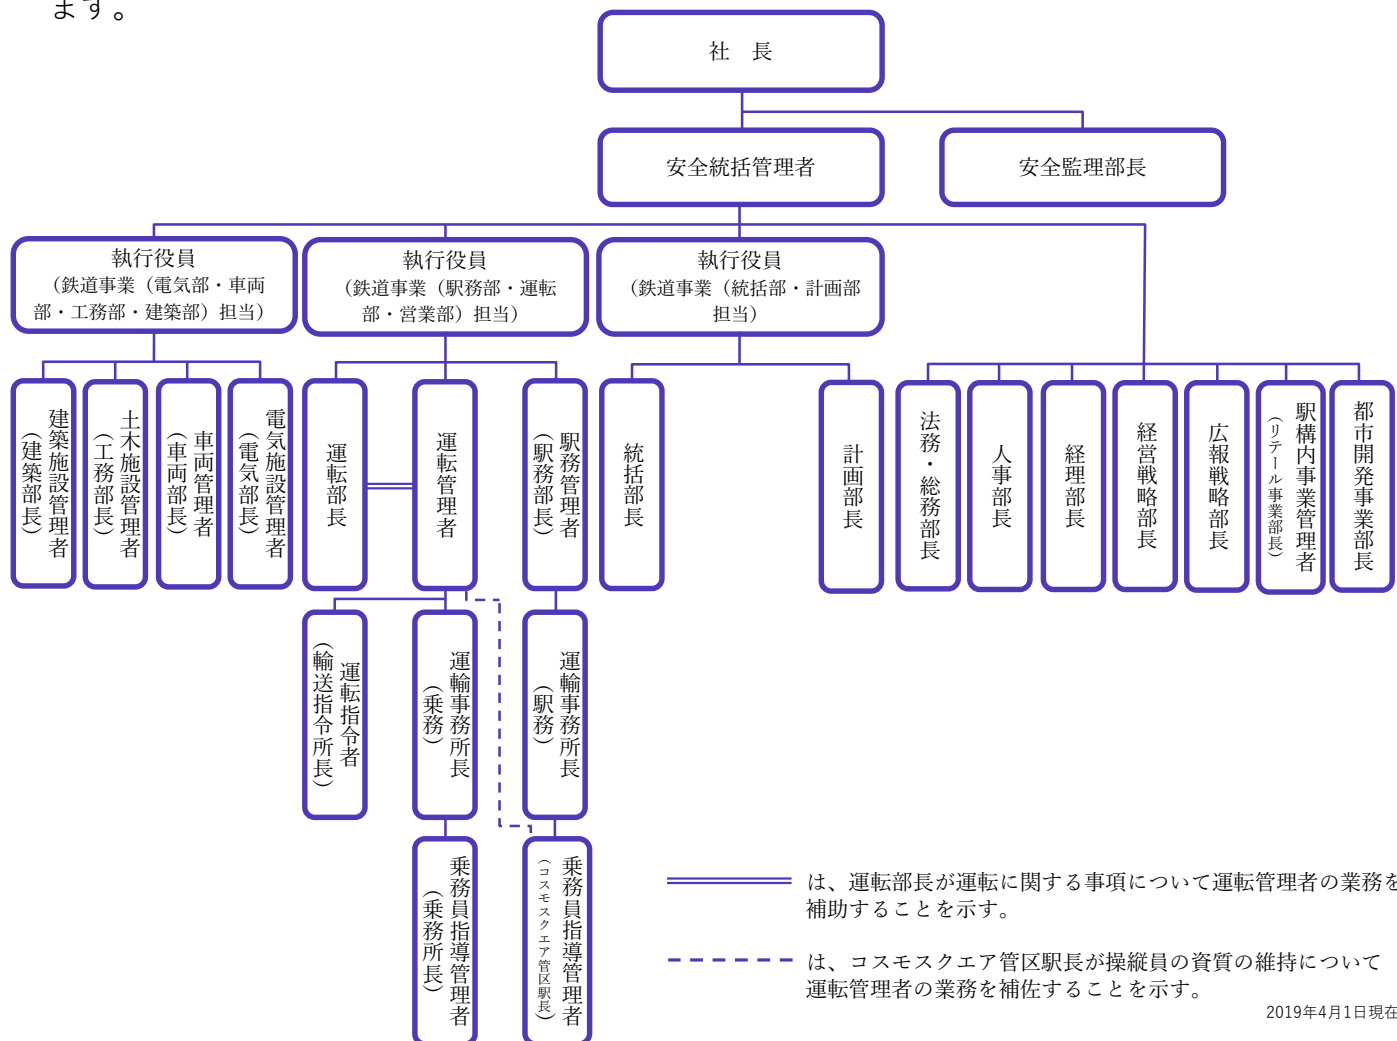 ます。
社　長
安全統括管理者
安全監理部長
執行役員
（鉄道事業（電気部・車両
部・工務部・建築部）担当）
執行役員
（鉄道事業（駅務部・運転
部・営業部）担当）
執行役員
（鉄道事業（統括部・計画部
担当）
建築施設管理者
（建築部長）
土木施設管理者
（工務部長）
車両管理者
（車両部長）
電気施設管理者
（電気部長）
運転部長
運転管理者
駅務管理者
（駅務部長）
統括部長
計画部長
法務・総務部長
人事部長
経理部長
経営戦略部長
広報戦略部長
駅構内事業管理者
（リテール事業部長）
都市開発事業部長
運転指令者
（輸送指令所長）
運輸事務所長
（乗務）
運輸事務所長
（駅務）
乗務員指導管理者
（乗務所長）
乗務員指導管理者
（コスモスクエア管区駅長）
は、運転部長が運転に関する事項について運転管理者の業務を
補助することを示す。
は、コスモスクエア管区駅長が操縦員の資質の維持について
運転管理者の業務を補佐することを示す。
2019年4月1日現在